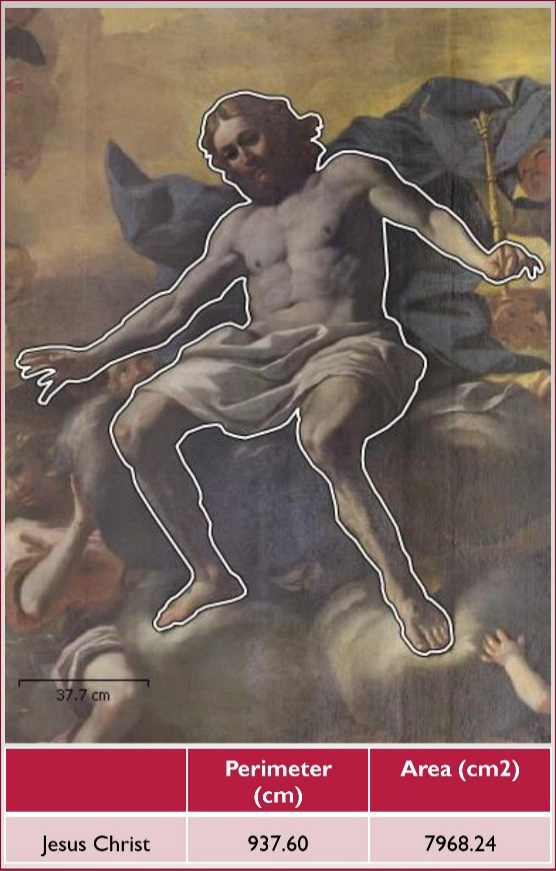 37.7 cm
Perimeter
(cm)
Area (cm2)
Jesus Christ
937.60
7968.24